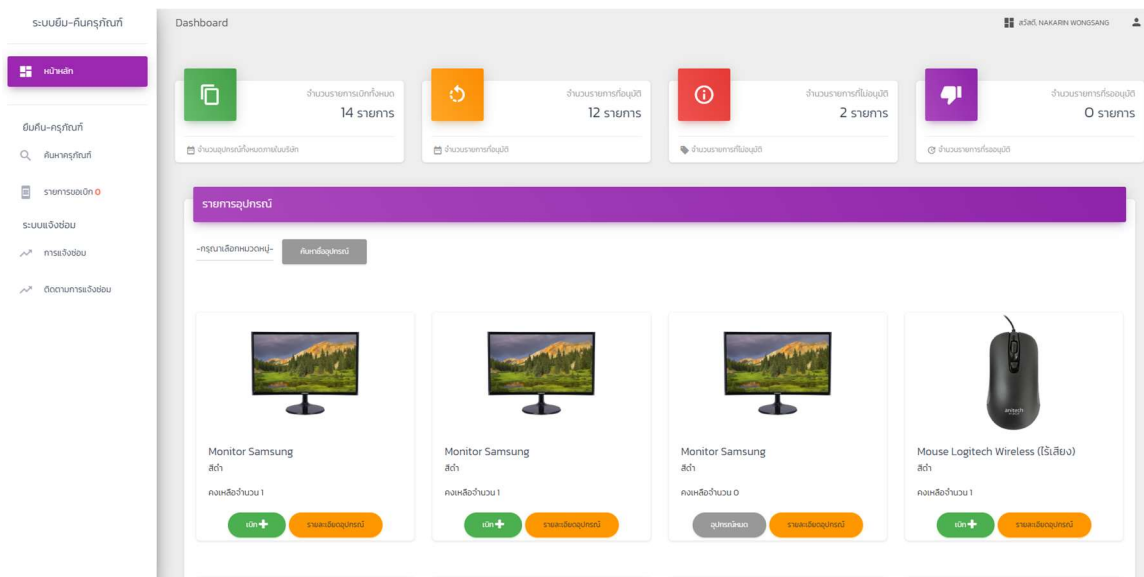 ระบบยืม-คืนครุภัณฑ์
Dashboard
สวัสดี, NAKARIN WONGSANG
หน้าหลัก
ยืมคืน-ครุภัณฑ์
ค้นหาครุภัณฑ์
รายการขอเบิก 0
ระบบแจ้งซ่อม
การแจ้งซ่อม
ติดตามการแจ้งซ่อม
จำนวนรายการเบิกทั้งหมด
14 รายการ
จำนวนอุปกรณ์ทั้งหมดภายในบริษัท
จำนวนรายการที่อนุมัติ
12 รายการ
จำนวนรายการที่อนุมัติ
จำนวนรายการที่ไม่อนุมัติ
2 รายการ
จำนวนรายการที่ไม่อนุมัติ
จำนวนรายการที่รออนุมัติ
0 รายการ
จำนวนรายการที่รออนุมัติ
รายการอุปกรณ์
-กรุณาเลือกหมวดหมู่-
ค้นหาชื่ออุปกรณ์
Monitor Samsung
สีดำ
คงเหลือจำนวน 1
เบิก
รายละเอียดอุปกรณ์
Monitor Samsung
สีดำ
คงเหลือจำนวน 1
เบิก
รายละเอียดอุปกรณ์
Monitor Samsung
สีดำ
คงเหลือจำนวน 0
อุปกรณ์หมด
รายละเอียดอุปกรณ์
anitech
Mouse Logitech Wireless (ไร้เสียง)
สีดำ
คงเหลือจำนวน 1
เบิก
รายละเอียดอุปกรณ์